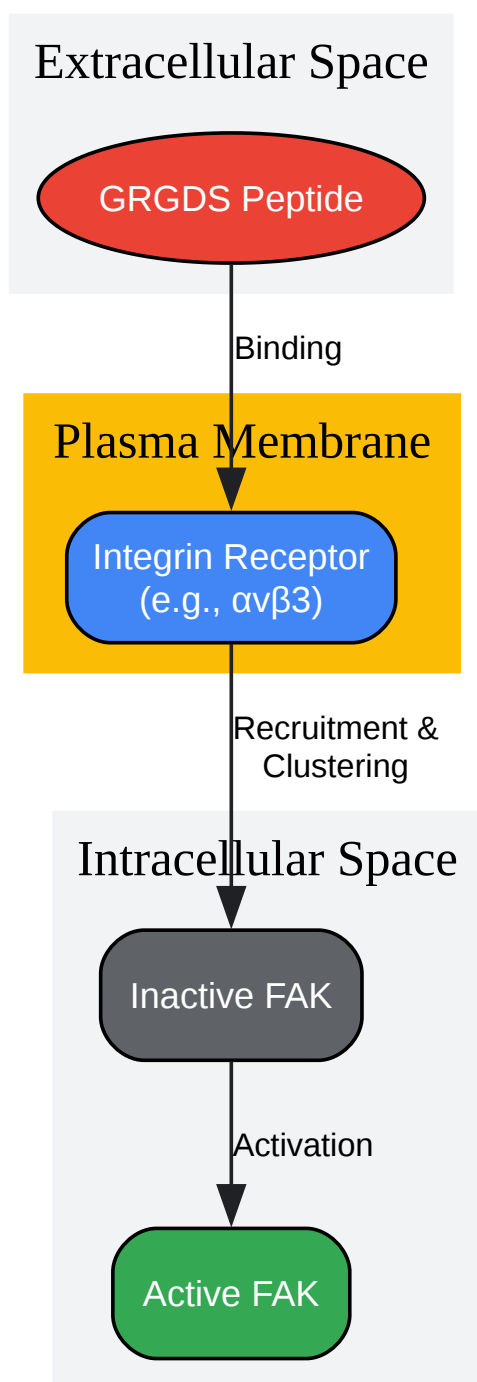 Extracellular Space
GRGDS Peptide
Binding
Plasma Membrane
Integrin Receptor
(e.g., αvβ3)
Recruitment &
Clustering
Intracellular Space
Inactive FAK
Activation
Active FAK